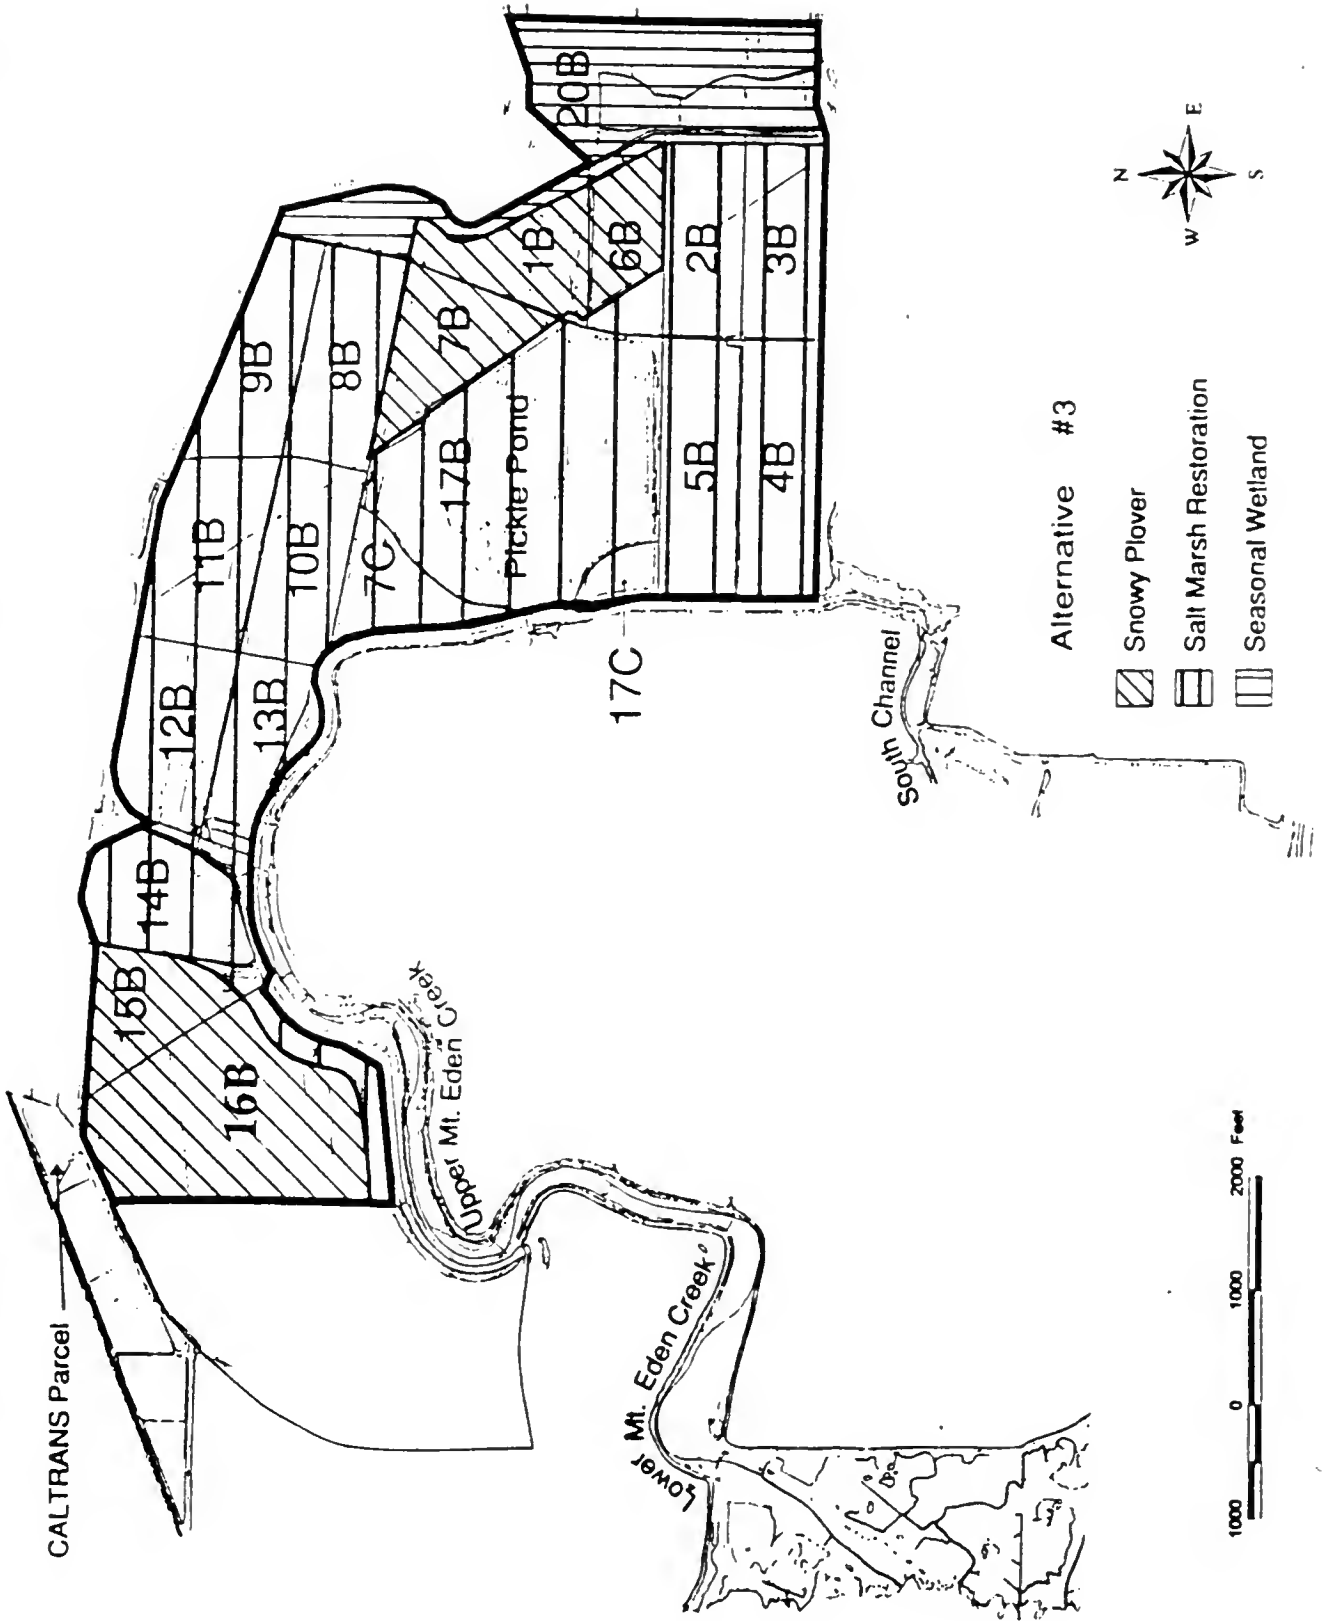 CALTRANS Parcel
16B
15B
14B
12B
13B
11B
10B
9B
8B
7C
7B
17B
Pickle Pond
1B
6B
20B
2B
3B
5B
4B
17C
Upper Mt. Eden Creek
Lower Mt. Eden Creek
South Channel
N
W
E
S
Alternative #3
Snowy Plover
Salt Marsh Restoration
Seasonal Wetland
1000 0 1000 2000 Feet